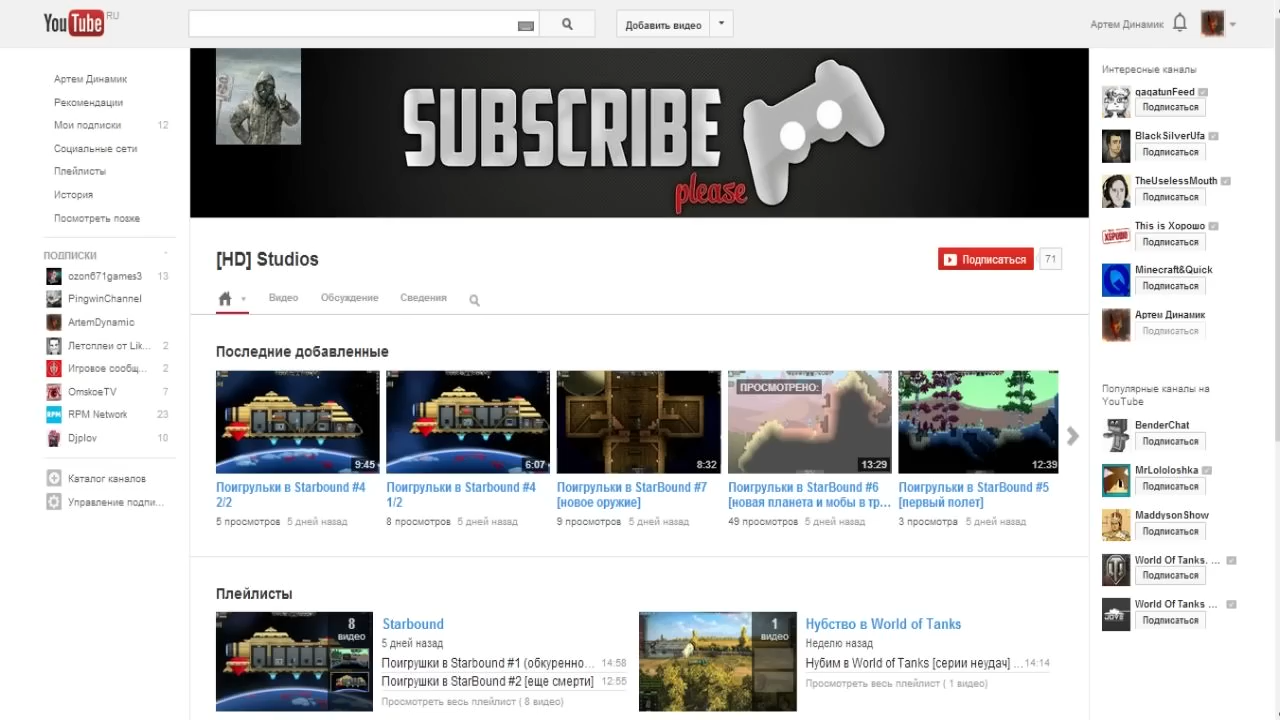 YouTube RU
Добавить видео
Артем Динамик
Артем Динамик
Рекомендации
Мои подписки 12
Социальные сети
Плейлисты
История
Посмотреть позже
ПОДПИСКИ
ozon671games3 13
PingwinChannel
ArtemDynamic
Летсплеи от Lik... 2
Игровое сообщ... 2
OmskoeTV 7
RPM Network 23
Djplov 10
Каталог каналов
Управление подпи...
SUBSCRIBE
please
[HD] Studios
Подписаться 71
Видео Обсуждение Сведения
Последние добавленные
9:45
Поигрульки в Starbound #4
2/2
5 просмотров 5 дней назад
6:07
Поигрульки в Starbound #4
1/2
8 просмотров 5 дней назад
8:32
Поигрульки в StarBound #7
[новое оружие]
9 просмотров 5 дней назад
ПРОСМОТРЕНО:
13:29
Поигрульки в StarBound #6
[новая планета и мобы в тр...
49 просмотров 5 дней назад
12:39
Поигрульки в StarBound #5
[первый полет]
3 просмотра 5 дней назад
Плейлисты
8
видео
Starbound
5 дней назад
Поигрушки в Starbound #1 (обкуренно... 14:58
Поигрушки в StarBound #2 [еще смерти] 12:55
Просмотреть весь плейлист ( 8 видео)
1
видео
Нубство в World of Tanks
Неделю назад
Нубим в World of Tanks [серии неудач] ... 14:14
Просмотреть весь плейлист ( 1 видео)
Интересные каналы
qaqatunFeed
Подписаться
BlackSilverUfa
Подписаться
TheUselessMouth
Подписаться
ХОРОШО
This is Хорошо
Подписаться
Minecraft&Quick
Подписаться
Артем Динамик
Подписаться
Популярные каналы на
YouTube
BenderChat
Подписаться
MrLololoshka
Подписаться
MaddysonShow
Подписаться
World Of Tanks. ...
Подписаться
JOVE
World Of Tanks ...
Подписаться